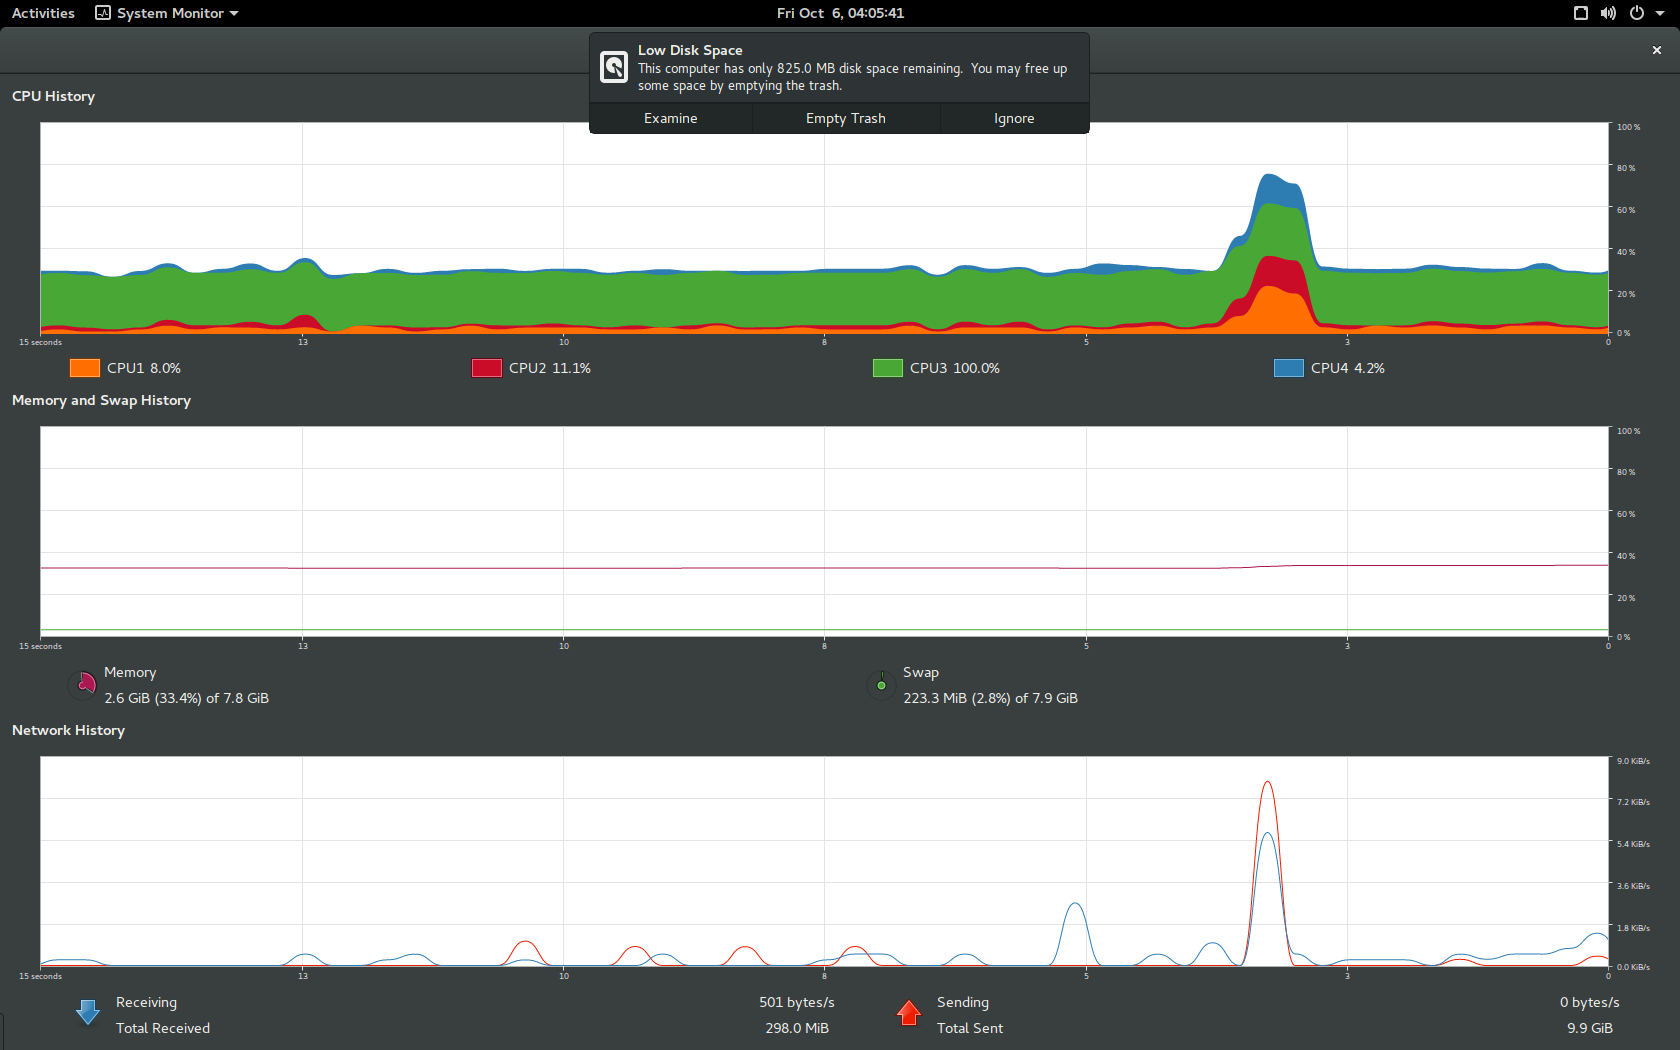 Activities System Monitor Fri Oct 6, 04:05:41
Low Disk Space
This computer has only 825.0 MB disk space remaining. You may free up
some space by emptying the trash.
Examine Empty Trash Ignore
CPU History
100 %
80 %
60 %
40 %
20 %
0 %
15 seconds 13 10 8 5 3 0
CPU1 8.0% CPU2 11.1% CPU3 100.0% CPU4 4.2%
Memory and Swap History
100 %
80 %
60 %
40 %
20 %
0 %
15 seconds 13 10 8 5 3 0
Memory Swap
2.6 GiB (33.4%) of 7.8 GiB 223.3 MiB (2.8%) of 7.9 GiB
Network History
9.0 KiB/s
7.2 KiB/s
5.4 KiB/s
3.6 KiB/s
1.8 KiB/s
0.0 KiB/s
15 seconds 13 10 8 5 3 0
Receiving 501 bytes/s Sending 0 bytes/s
Total Received 298.0 MiB Total Sent 9.9 GiB